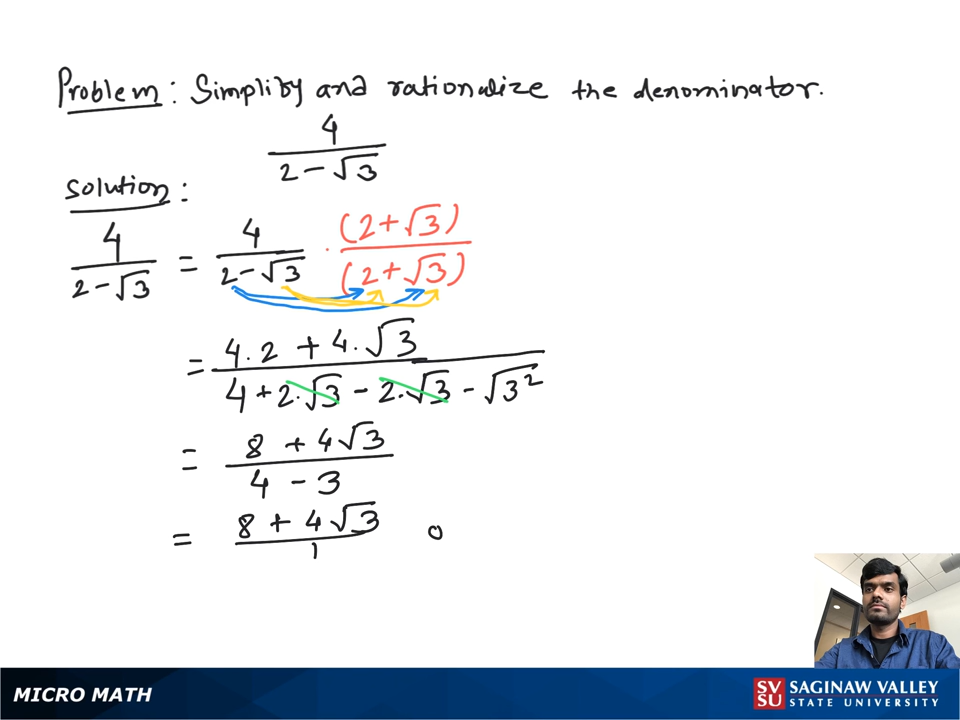 Problem: Simplify and rationalize the denominator.
4
2 - √3
Solution:
4/(2 - √3) = 4/(2 - √3) · (2 + √3)/(2 + √3)
= (4.2 + 4.√3)/(4 + 2.√3 - 2.√3 - √3²)
= (8 + 4√3)/(4 - 3)
= (8 + 4√3)/1 o
MICRO MATH
SVSU SAGINAW VALLEY
STATE UNIVERSITY